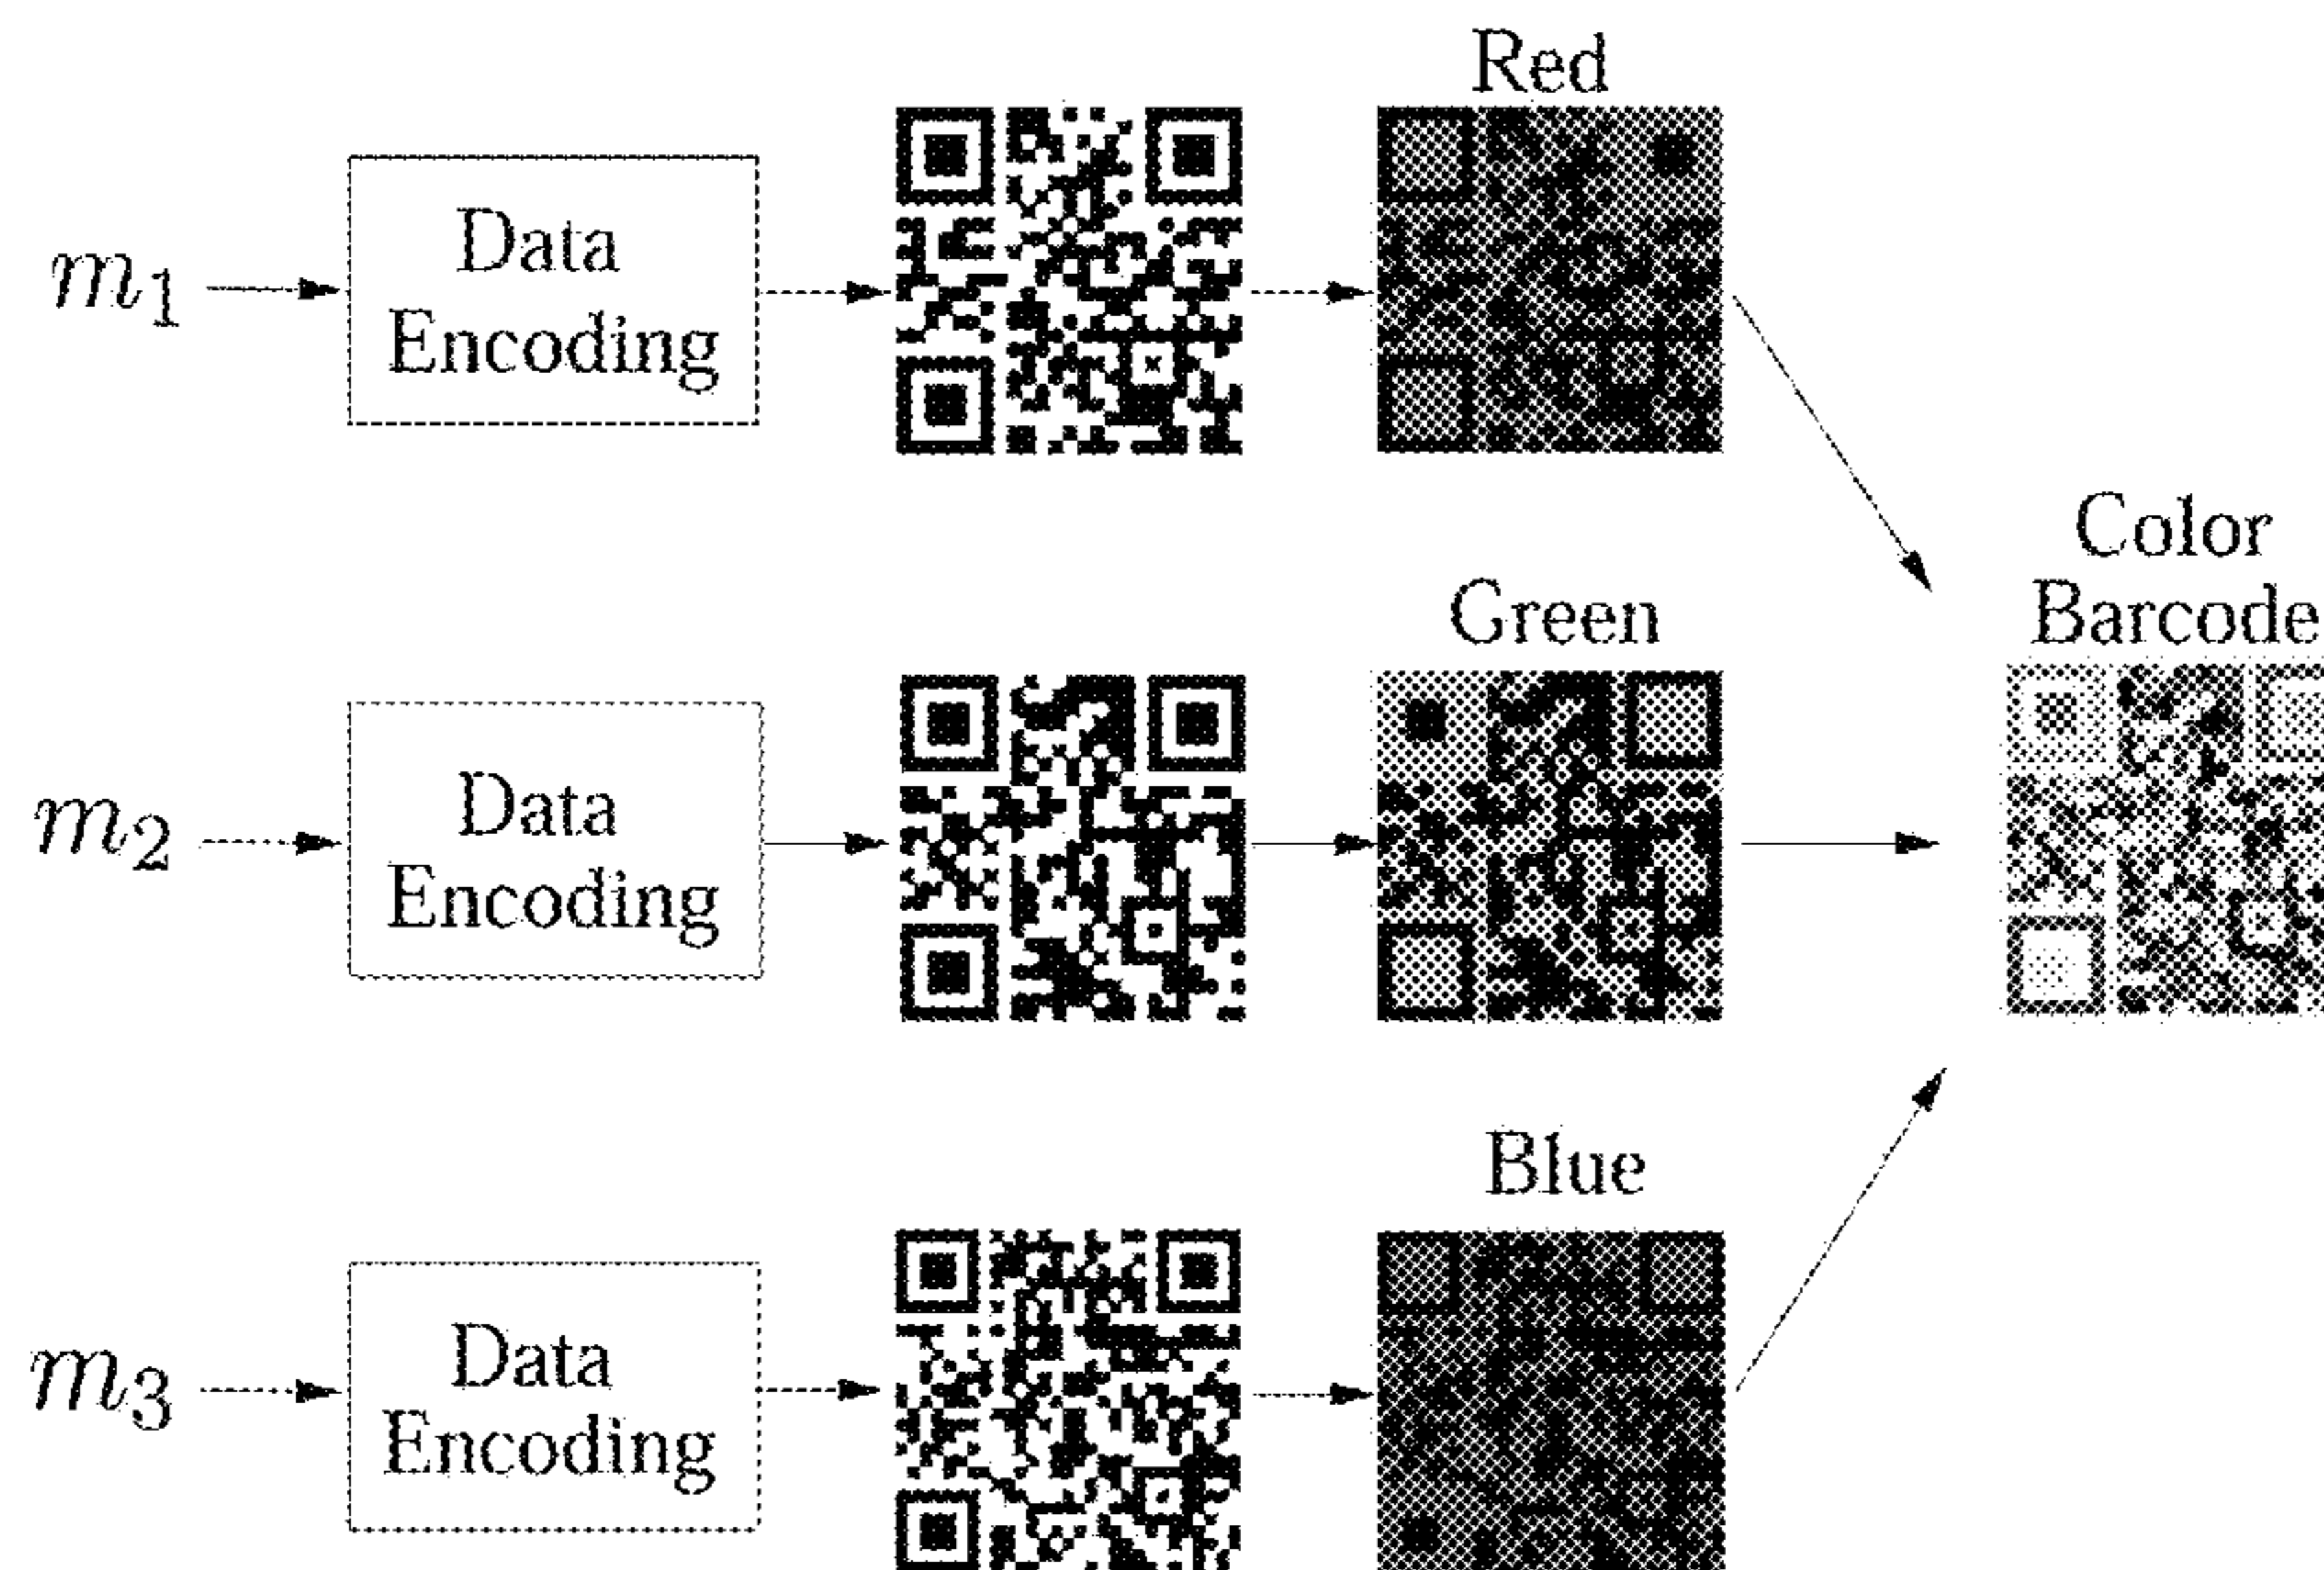 Red
m₁
Data
Encoding
Color
Barcode
Green
m₂
Data
Encoding
Blue
m₃
Data
Encoding